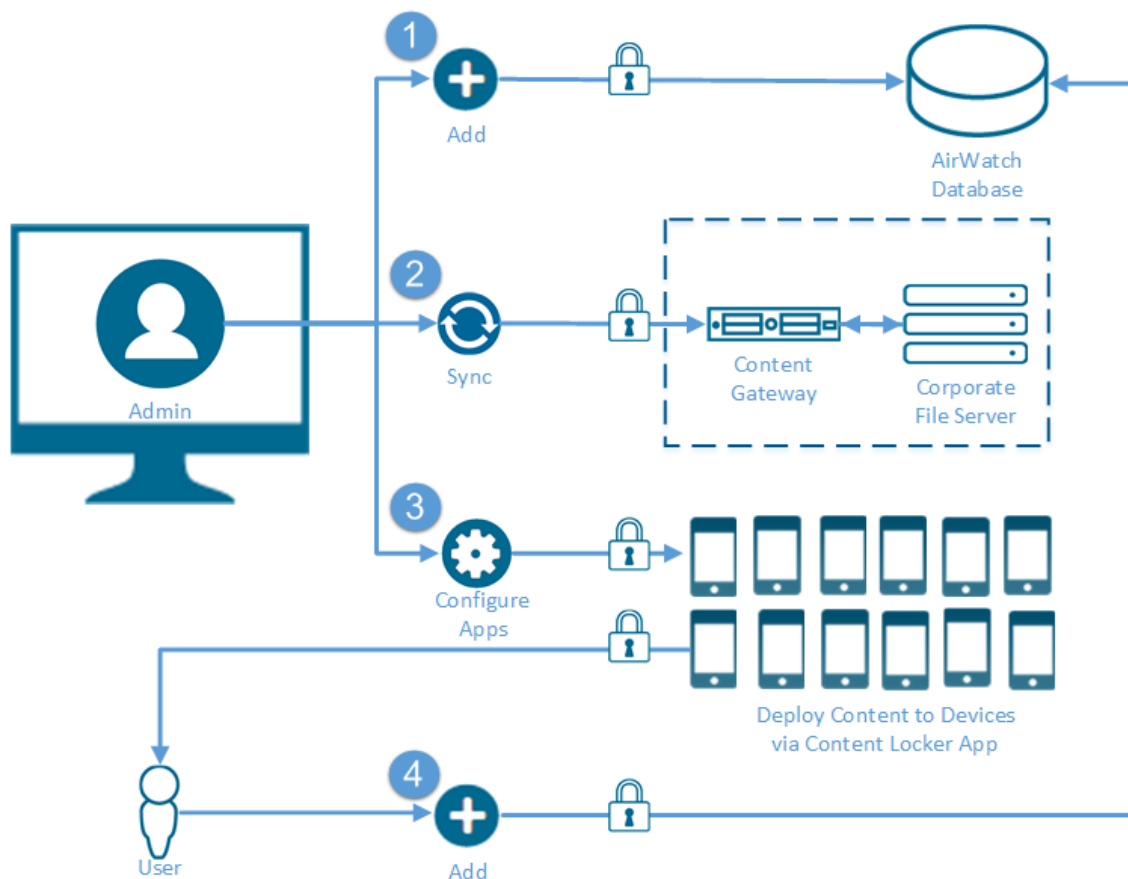 1
Add
AirWatch
Database
Admin
2
Sync
Content
Gateway
Corporate
File Server
3
Configure
Apps
Deploy Content to Devices
via Content Locker App
User
4
Add